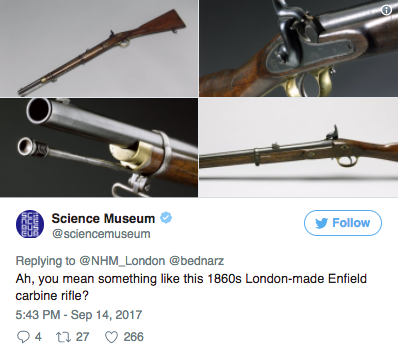 Science Museum
@sciencemuseum
Follow
Replying to @NHM_London @bednarz
Ah, you mean something like this 1860s London-made Enfield
carbine rifle?
5:43 PM - Sep 14, 2017
4 27 266